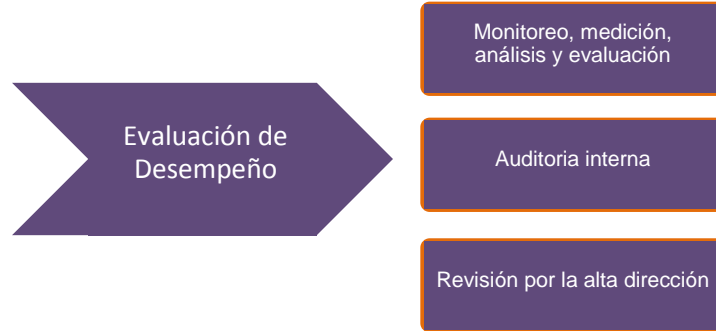 Evaluación de
Desempeño
Monitoreo, medición,
análisis y evaluación
Auditoria interna
Revisión por la alta dirección